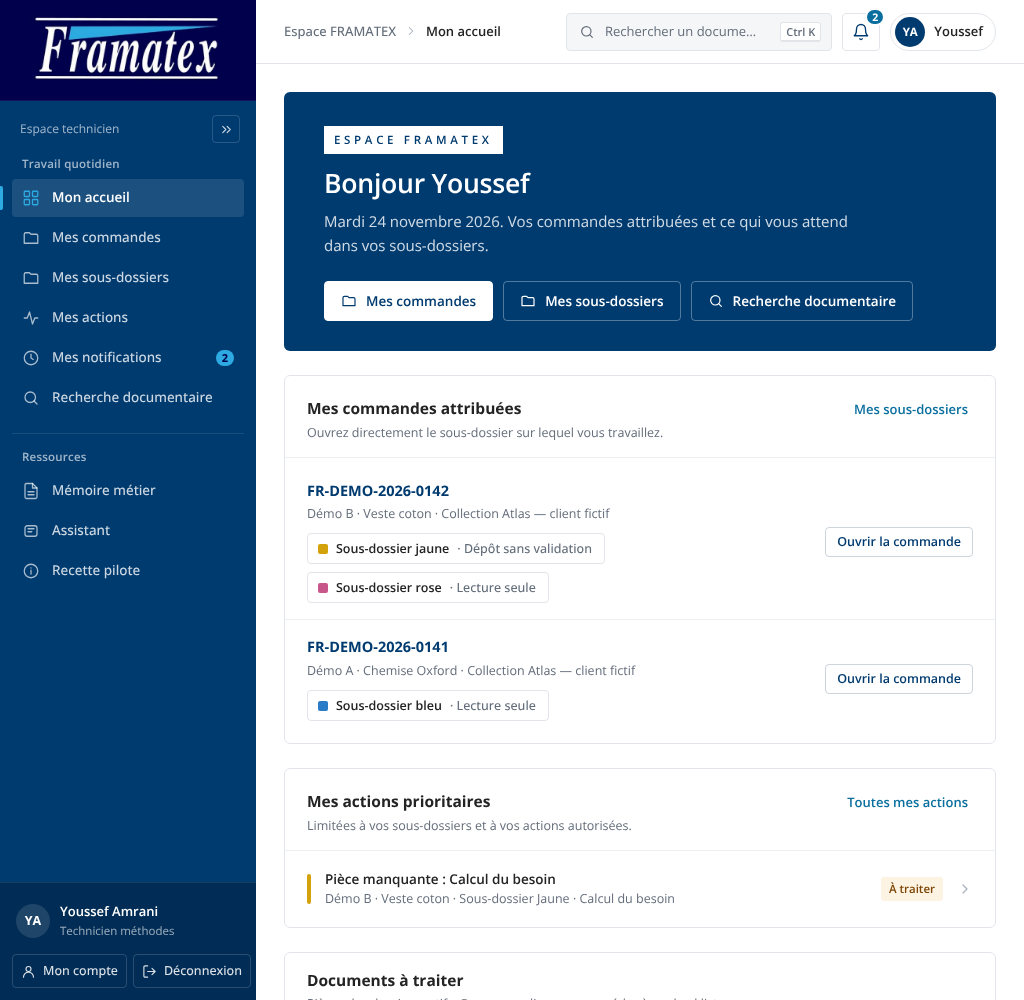 Framatex
Espace technicien
Travail quotidien
Mon accueil
Mes commandes
Mes sous-dossiers
Mes actions
Mes notifications 2
Recherche documentaire
Ressources
Mémoire métier
Assistant
Recette pilote
YA
Youssef Amrani
Technicien méthodes
Mon compte
Déconnexion
Espace FRAMATEX
Mon accueil
Rechercher un docume... Ctrl K
2
YA Youssef
ESPACE FRAMATEX
Bonjour Youssef
Mardi 24 novembre 2026. Vos commandes attribuées et ce qui vous attend
dans vos sous-dossiers.
Mes commandes
Mes sous-dossiers
Recherche documentaire
Mes commandes attribuées
Mes sous-dossiers
Ouvrez directement le sous-dossier sur lequel vous travaillez.
FR-DEMO-2026-0142
Démo B · Veste coton · Collection Atlas — client fictif
Sous-dossier jaune · Dépôt sans validation
Sous-dossier rose · Lecture seule
Ouvrir la commande
FR-DEMO-2026-0141
Démo A · Chemise Oxford · Collection Atlas — client fictif
Sous-dossier bleu · Lecture seule
Ouvrir la commande
Mes actions prioritaires
Toutes mes actions
Limitées à vos sous-dossiers et à vos actions autorisées.
Pièce manquante : Calcul du besoin
Démo B · Veste coton · Sous-dossier Jaune · Calcul du besoin
À traiter
Documents à traiter